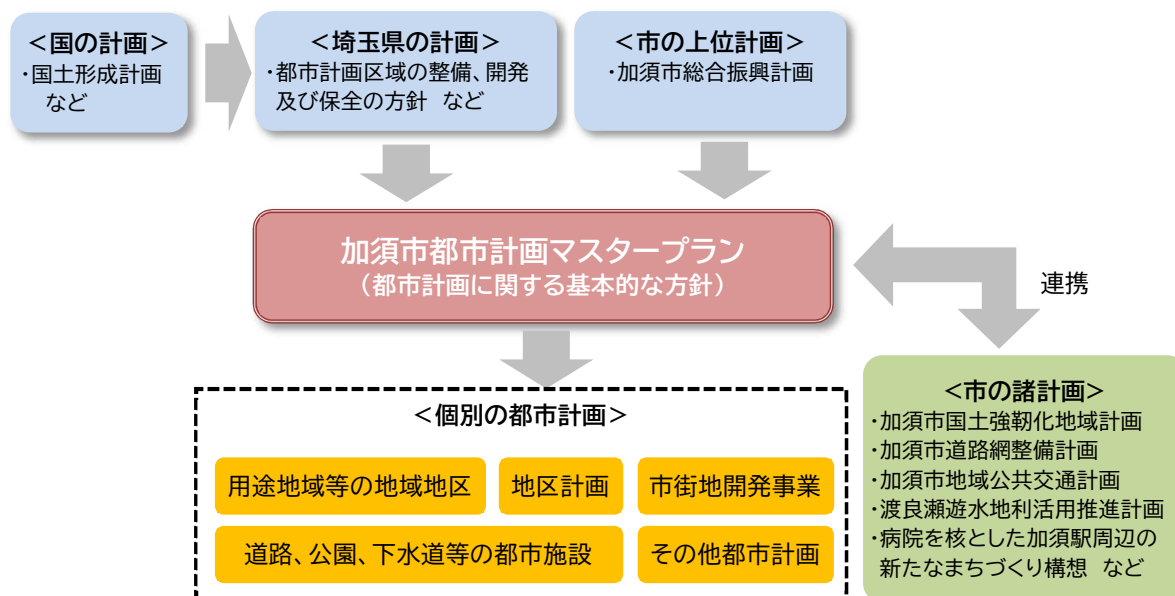 ＜国の計画＞
・国土形成計画
など
＜埼玉県の計画＞
・都市計画区域の整備、開発
及び保全の方針　など
＜市の上位計画＞
・加須市総合振興計画
加須市都市計画マスタープラン
（都市計画に関する基本的な方針）
連携
＜個別の都市計画＞
用途地域等の地域地区
地区計画
市街地開発事業
道路、公園、下水道等の都市施設
その他都市計画
＜市の諸計画＞
・加須市国土強靭化地域計画
・加須市道路網整備計画
・加須市地域公共交通計画
・渡良瀬遊水地利活用推進計画
・病院を核とした加須駅周辺の
新たなまちづくり構想　など